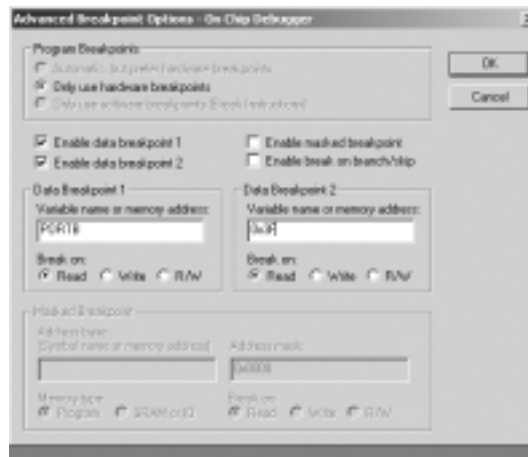 Advanced Breakpoint Options - On Chip Debugger
Program Breakpoints
Automatic, but prefer hardware breakpoints
Only use hardware breakpoints
Only use software breakpoints (Break Instructions)
OK
Cancel
Enable data breakpoint 1
Enable data breakpoint 2
Enable masked breakpoint
Enable break on branch/skip
Data Breakpoint 1
Variable name or memory address:
PORTB
Break on:
Read Write R/W
Data Breakpoint 2
Variable name or memory address:
0x3F
Break on:
Read Write R/W
Masked Breakpoint
Address base:
(Symbol name or memory address)
Address mask:
0x0000
Memory type
Program SRAM or IO
Break on:
Read Write R/W